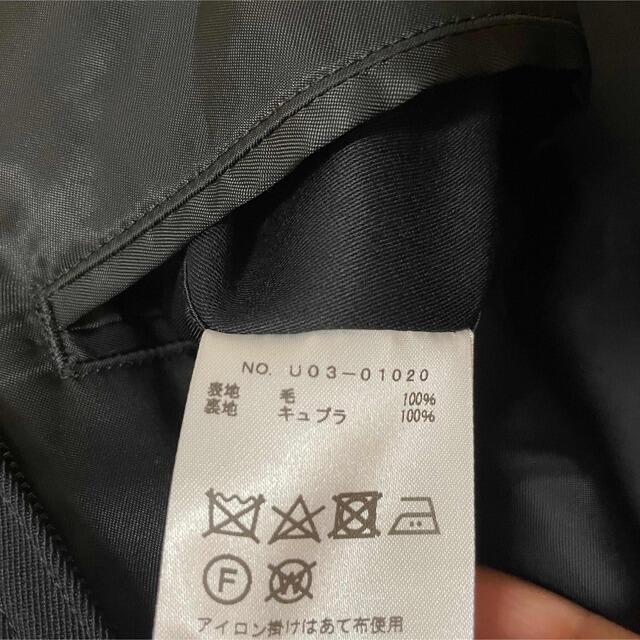 NO. U03-01020
表地 毛 100%
裏地 キュプラ 100%
F
W
アイロン掛けはあて布使用